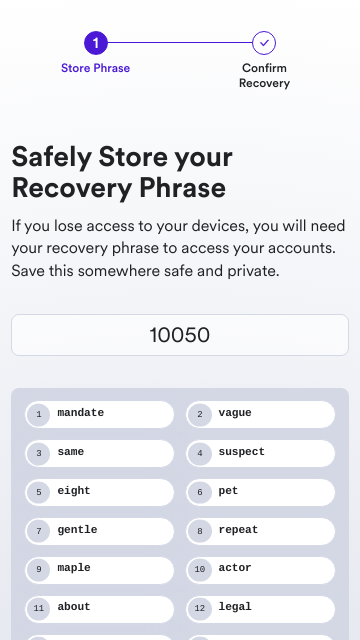 1
Store Phrase
Confirm
Recovery
Safely Store your
Recovery Phrase
If you lose access to your devices, you will need
your recovery phrase to access your accounts.
Save this somewhere safe and private.
10050
1 mandate 2 vague
3 same 4 suspect
5 eight 6 pet
7 gentle 8 repeat
9 maple 10 actor
11 about 12 legal